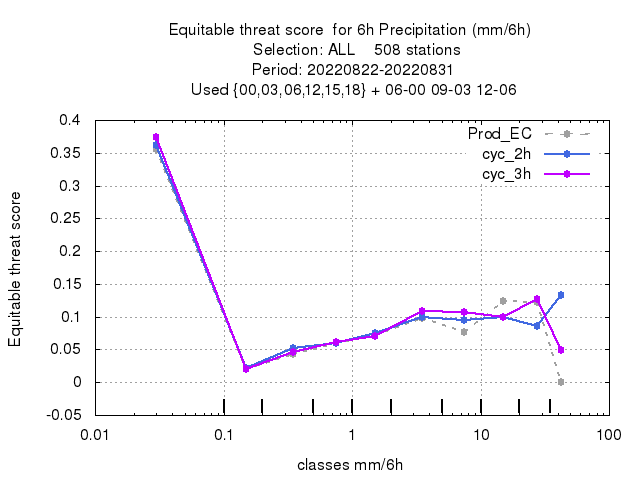 Equitable threat score  for 6h Precipitation (mm/6h)
Selection: ALL    508 stations
Period: 20220822-20220831
Used {00,03,06,12,15,18} + 06-00 09-03 12-06
Prod_EC
cyc_2h
cyc_3h
0.4
0.35
0.3
0.25
0.2
0.15
0.1
0.05
0
-0.05
Equitable threat score
0.01 0.1 1 10 100
classes mm/6h